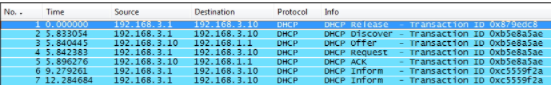 No. . Time Source Destination Protocol Info
1 0.000000 192.168.3.1 192.168.3.10 DHCP DHCP Release - Transaction ID 0x879edc8
2 5.833054 192.168.3.1 192.168.3.10 DHCP DHCP Discover - Transaction ID 0xb5e8a5ae
3 5.840445 192.168.3.10 192.168.1.1 DHCP DHCP Offer - Transaction ID 0xb5e8a5ae
4 5.842383 192.168.3.1 192.168.3.10 DHCP DHCP Request - Transaction ID 0xb5e8a5ae
5 5.896276 192.168.3.10 192.168.1.1 DHCP DHCP ACK - Transaction ID 0xb5e8a5ae
6 9.279261 192.168.3.1 192.168.3.10 DHCP DHCP Inform - Transaction ID 0xc5559f2a
7 12.284684 192.168.3.1 192.168.3.10 DHCP DHCP Inform - Transaction ID 0xc5559f2a